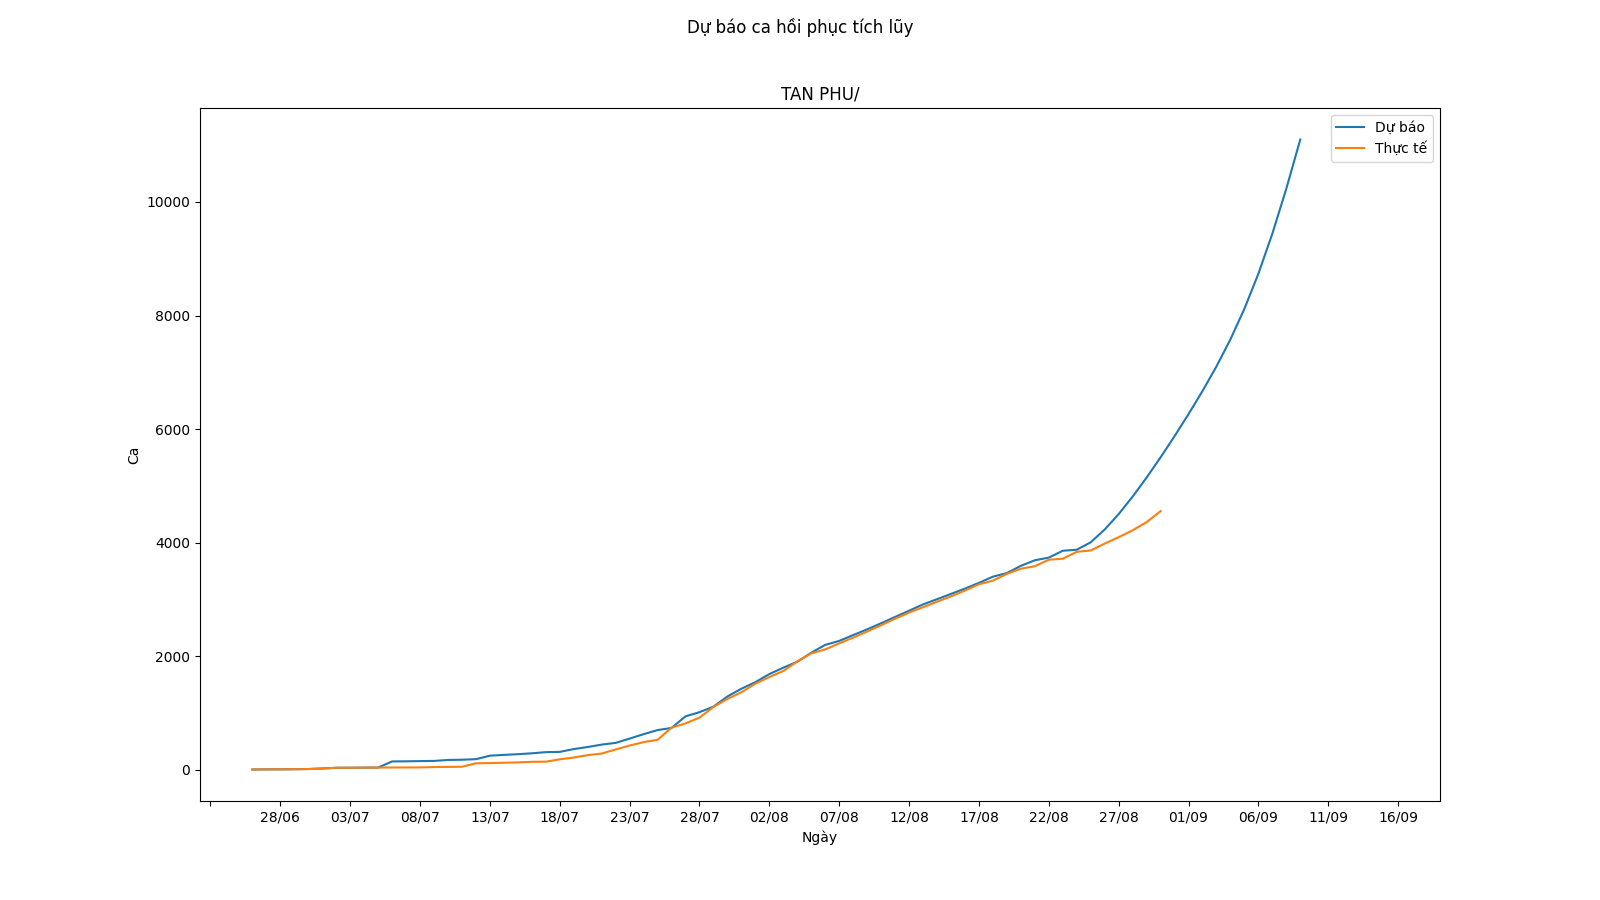 Dự báo ca hồi phục tích lũy
TAN PHU/
Dự báo
Thực tế
10000
8000
6000
4000
2000
0
Ca
28/06 03/07 08/07 13/07 18/07 23/07 28/07 02/08 07/08 12/08 17/08 22/08 27/08 01/09 06/09 11/09 16/09
Ngày